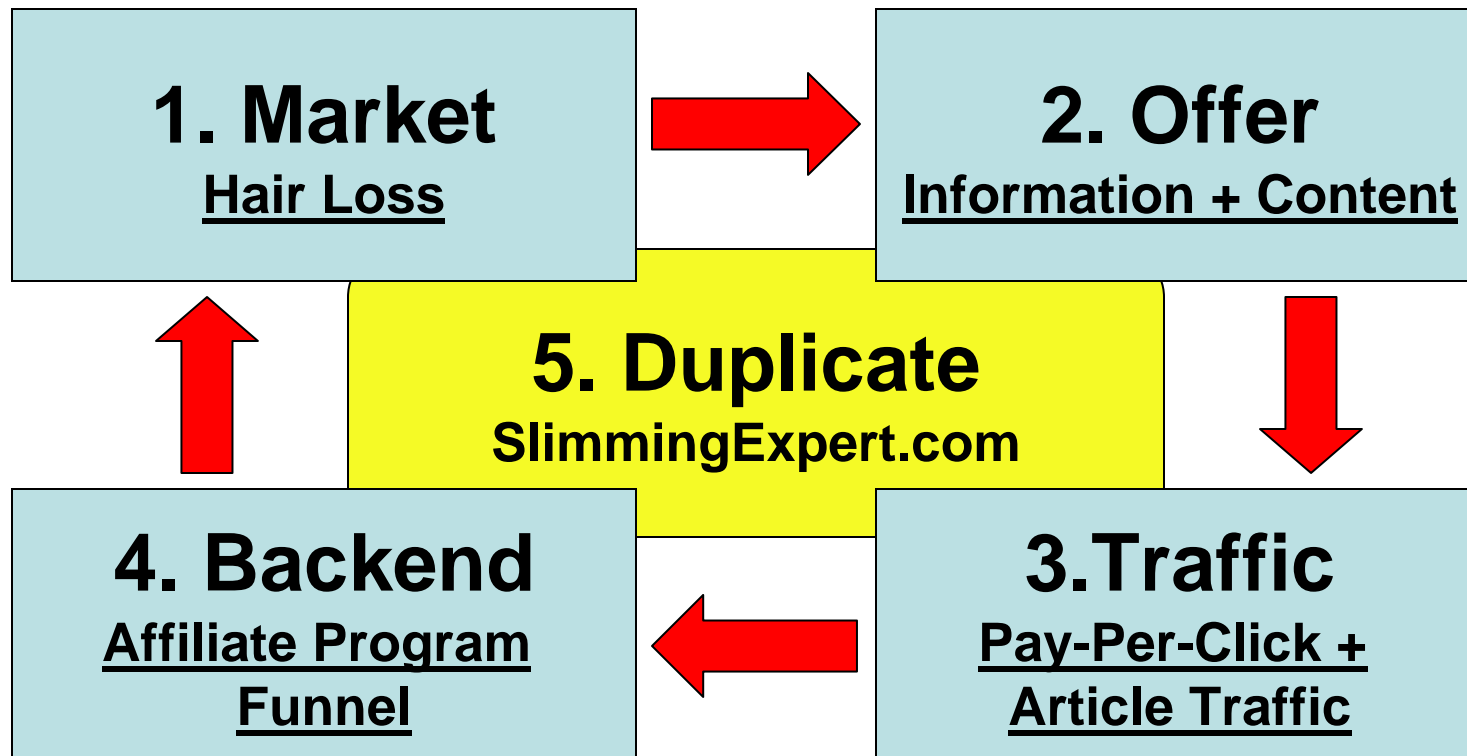 1. Market
Hair Loss
2. Offer
Information + Content
5. Duplicate
SlimmingExpert.com
4. Backend
Affiliate Program
Funnel
3.Traffic
Pay-Per-Click +
Article Traffic